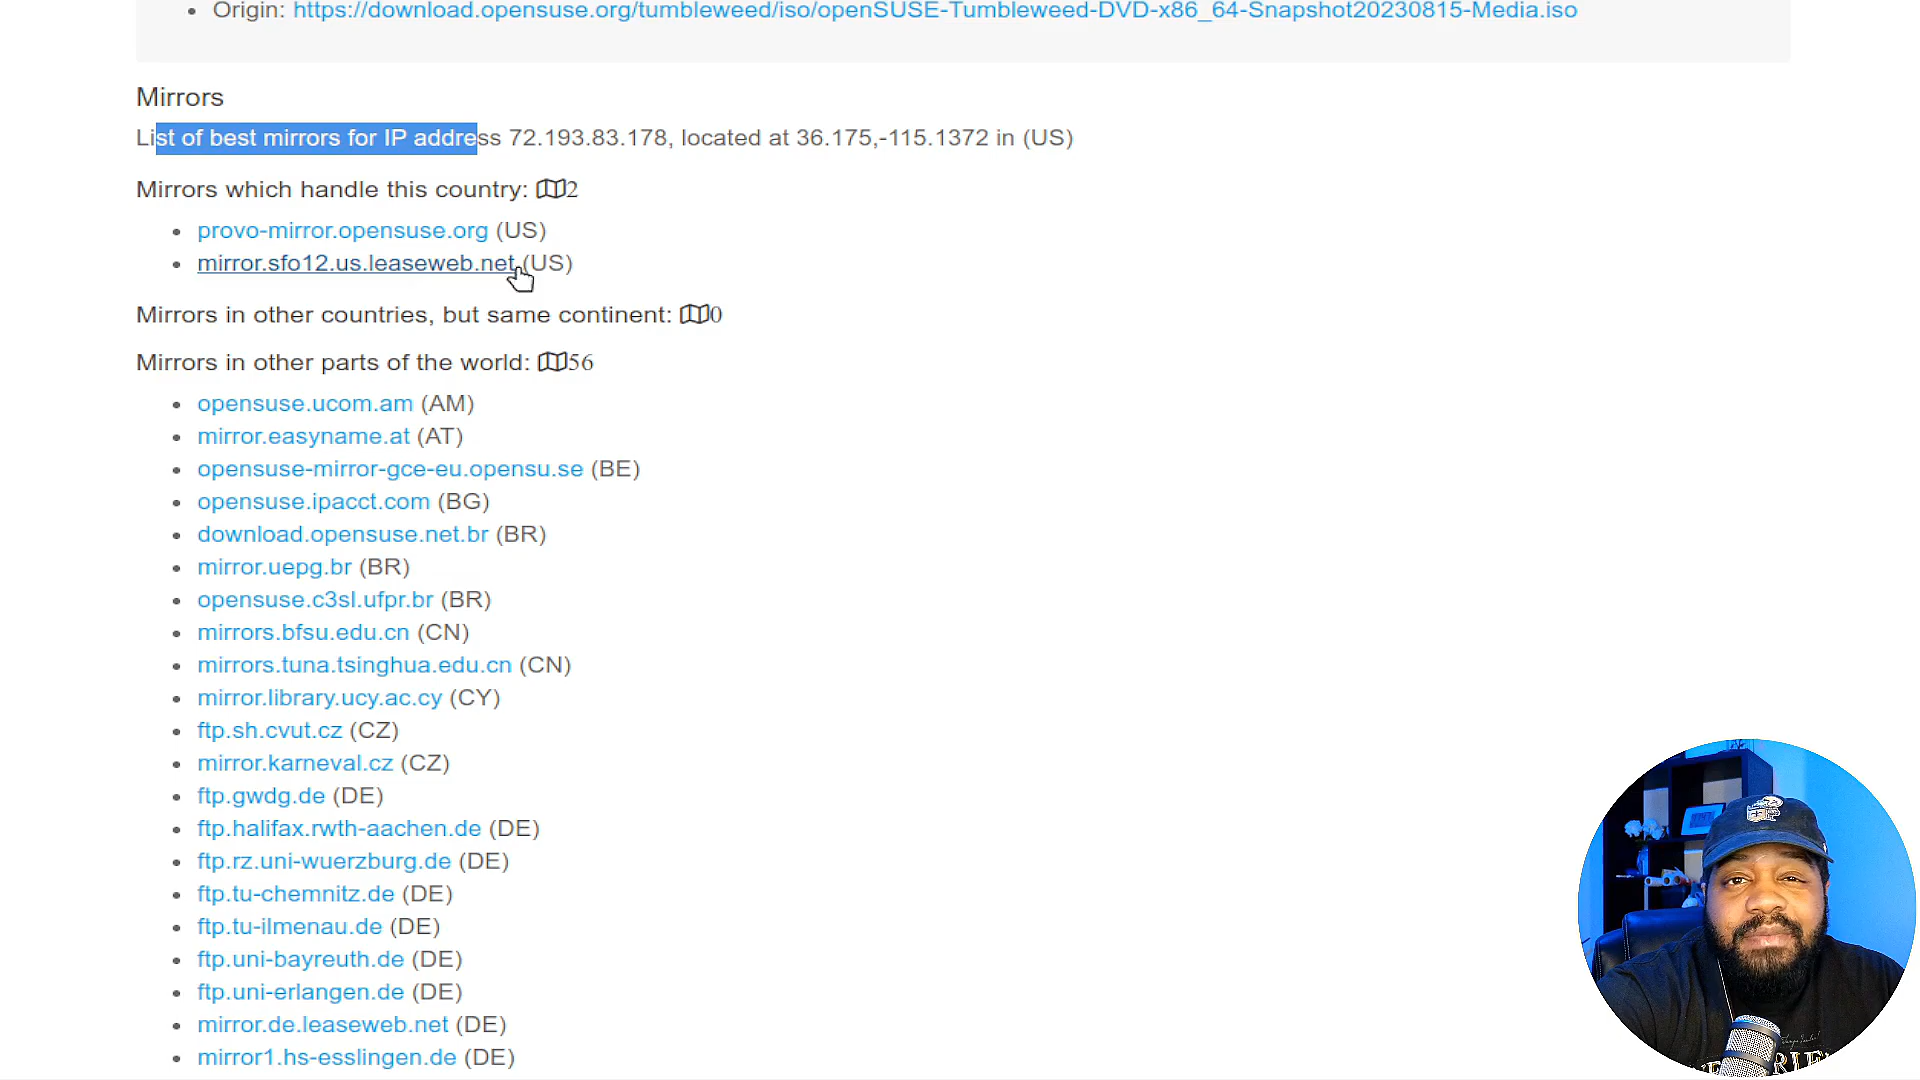 Origin: https://download.opensuse.org/tumbleweed/iso/openSUSE-Tumbleweed-DVD-x86_64-Snapshot20230815-Media.iso
Mirrors
List of best mirrors for IP address 72.193.83.178, located at 36.175,-115.1372 in (US)
Mirrors which handle this country: 2
provo-mirror.opensuse.org (US)
mirror.sfo12.us.leaseweb.net (US)
Mirrors in other countries, but same continent: 0
Mirrors in other parts of the world: 56
opensuse.ucom.am (AM)
mirror.easyname.at (AT)
opensuse-mirror-gce-eu.opensu.se (BE)
opensuse.ipacct.com (BG)
download.opensuse.net.br (BR)
mirror.uepg.br (BR)
opensuse.c3sl.ufpr.br (BR)
mirrors.bfsu.edu.cn (CN)
mirrors.tuna.tsinghua.edu.cn (CN)
mirror.library.ucy.ac.cy (CY)
ftp.sh.cvut.cz (CZ)
mirror.karneval.cz (CZ)
ftp.gwdg.de (DE)
ftp.halifax.rwth-aachen.de (DE)
ftp.rz.uni-wuerzburg.de (DE)
ftp.tu-chemnitz.de (DE)
ftp.tu-ilmenau.de (DE)
ftp.uni-bayreuth.de (DE)
ftp.uni-erlangen.de (DE)
mirror.de.leaseweb.net (DE)
mirror1.hs-esslingen.de (DE)